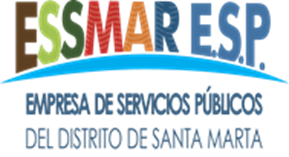 ESSMAR E.S.P.
EMPRESA DE SERVICIOS PÚBLICOS
DEL DISTRITO DE SANTA MARTA